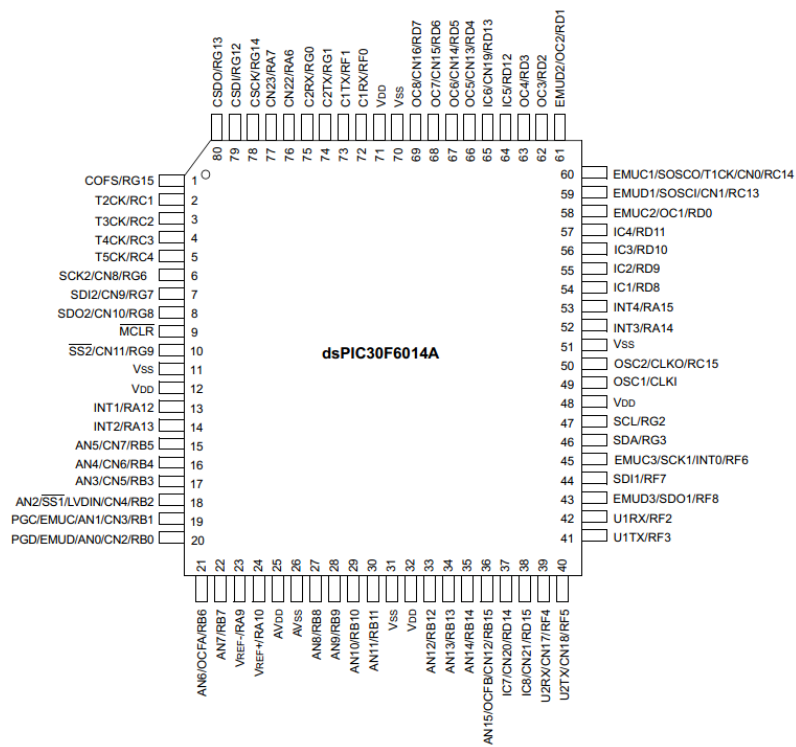 CSDO/RG13
CSDI/RG12
CSCK/RG14
CN23/RA7
CN22/RA6
C2RX/RG0
C2TX/RG1
C1TX/RF1
C1RX/RF0
VDD
VSS
OC8/CN16/RD7
OC7/CN15/RD6
OC6/CN14/RD5
OC5/CN13/RD4
IC6/CN19/RD13
IC5/RD12
OC4/RD3
OC3/RD2
EMUD2/OC2/RD1
80 79 78 77 76 75 74 73 72 71 70 69 68 67 66 65 64 63 62 61
COFS/RG15 1
T2CK/RC1 2
T3CK/RC2 3
T4CK/RC3 4
T5CK/RC4 5
SCK2/CN8/RG6 6
SDI2/CN9/RG7 7
SDO2/CN10/RG8 8
MCLR 9
SS2/CN11/RG9 10
VSS 11
VDD 12
INT1/RA12 13
INT2/RA13 14
AN5/CN7/RB5 15
AN4/CN6/RB4 16
AN3/CN5/RB3 17
AN2/SS1/LVDIN/CN4/RB2 18
PGC/EMUC/AN1/CN3/RB1 19
PGD/EMUD/AN0/CN2/RB0 20
dsPIC30F6014A
60 EMUC1/SOSCO/T1CK/CN0/RC14
59 EMUD1/SOSCI/CN1/RC13
58 EMUC2/OC1/RD0
57 IC4/RD11
56 IC3/RD10
55 IC2/RD9
54 IC1/RD8
53 INT4/RA15
52 INT3/RA14
51 VSS
50 OSC2/CLKO/RC15
49 OSC1/CLKI
48 VDD
47 SCL/RG2
46 SDA/RG3
45 EMUC3/SCK1/INT0/RF6
44 SDI1/RF7
43 EMUD3/SDO1/RF8
42 U1RX/RF2
41 U1TX/RF3
21 22 23 24 25 26 27 28 29 30 31 32 33 34 35 36 37 38 39 40
AN6/OCFA/RB6
AN7/RB7
VREF-/RA9
VREF+/RA10
AVDD
AVSS
AN8/RB8
AN9/RB9
AN10/RB10
AN11/RB11
VSS
VDD
AN12/RB12
AN13/RB13
AN14/RB14
AN15/OCFB/CN12/RB15
IC7/CN20/RD14
IC8/CN21/RD15
U2RX/CN17/RF4
U2TX/CN18/RF5